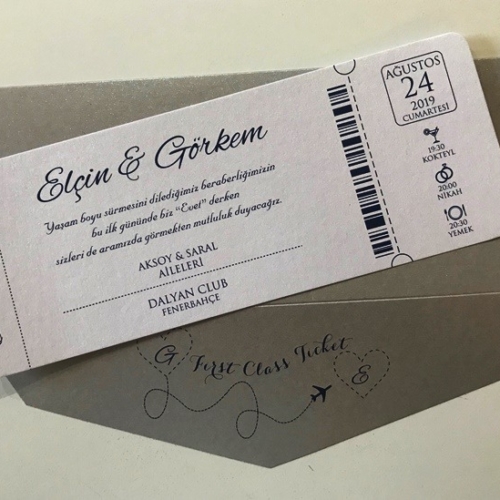 Elçin & Görkem
Yaşam boyu sürmesini dilediğimiz beraberliğimizin
bu ilk gününde biz "Evet" derken
sizleri de aramızda görmekten mutluluk duyacağız.
AKSOY & SARAL
AİLELERİ
DALYAN CLUB
FENERBAHÇE
AĞUSTOS
24
2019
CUMARTESİ
19:30
KOKTEYL
20:00
NİKAH
20:30
YEMEK
G First Class Ticket E